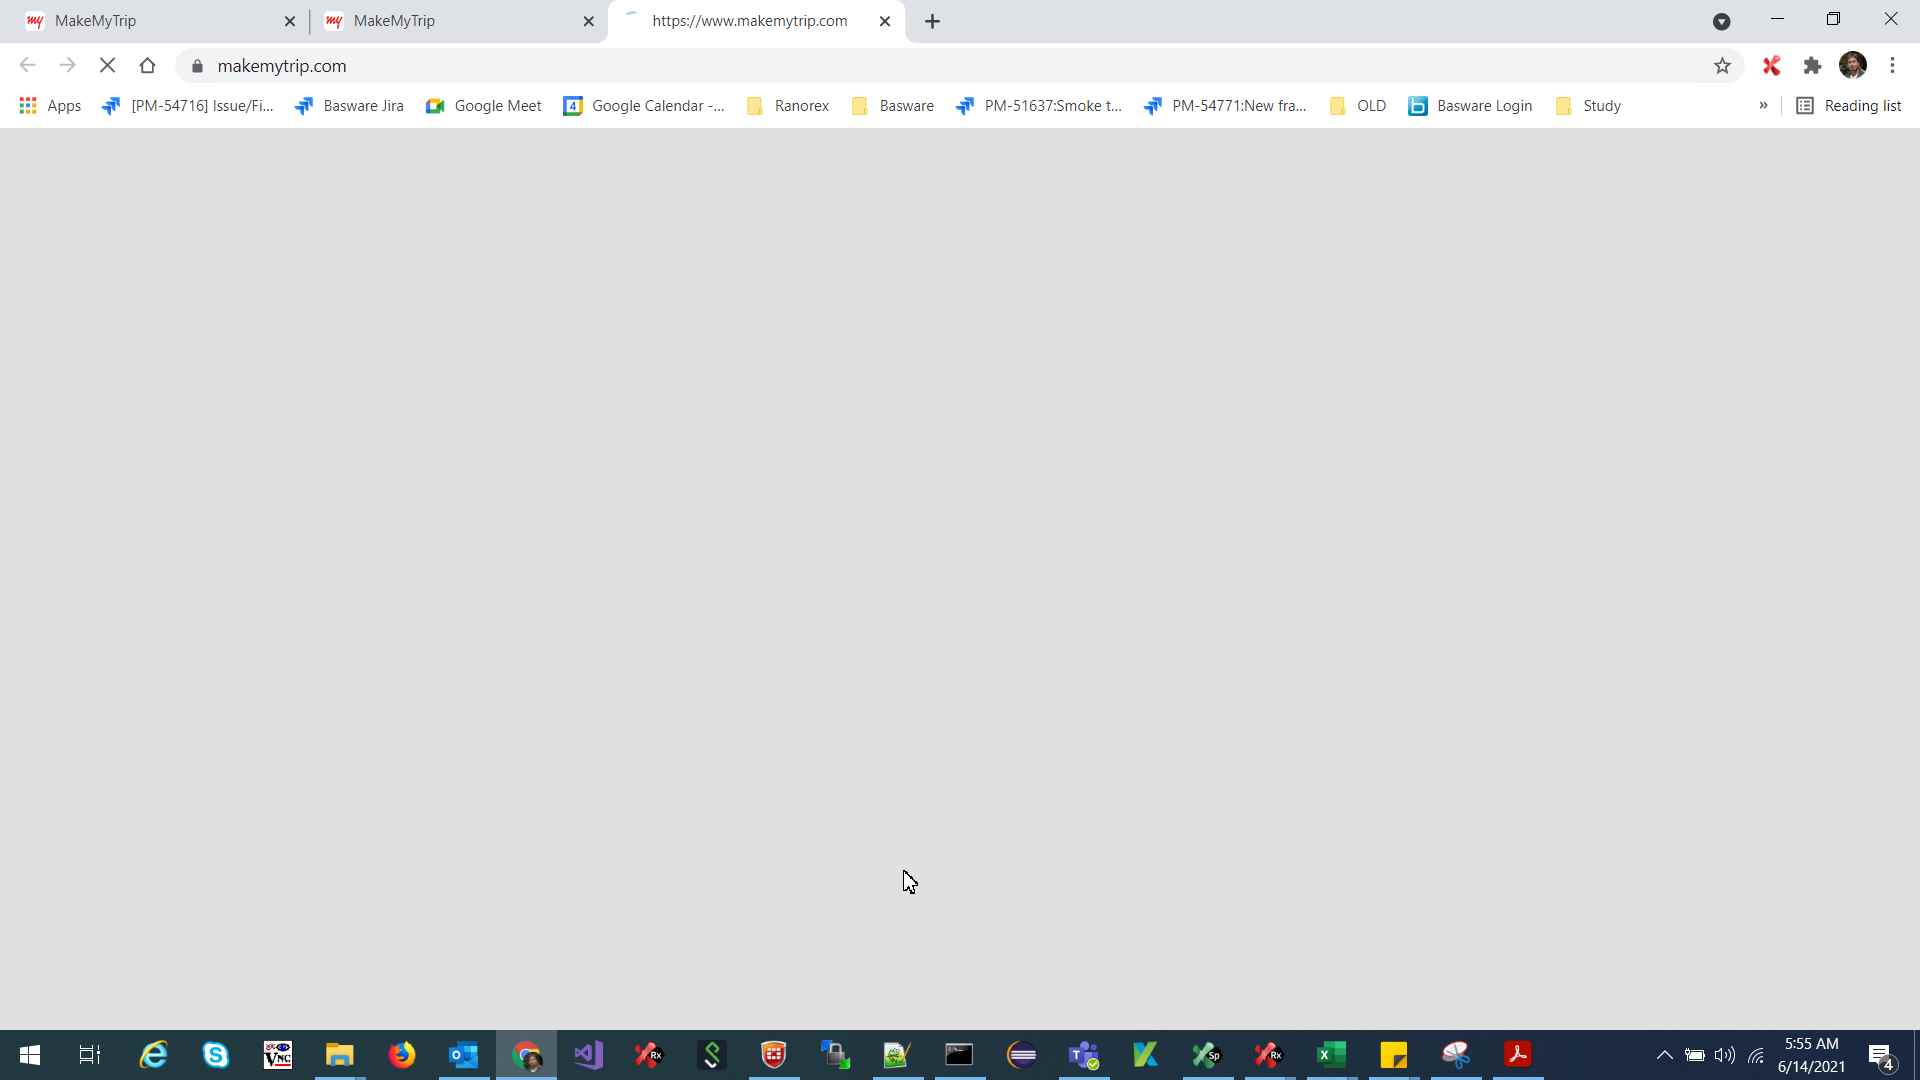 MakeMyTrip
MakeMyTrip
https://www.makemytrip.com
makemytrip.com
Apps
[PM-54716] Issue/Fi...
Basware Jira
Google Meet
4
Google Calendar -...
Ranorex
Basware
PM-51637:Smoke t...
PM-54771:New fra...
OLD
Basware Login
Study
»
Reading list
5:55 AM
6/14/2021
4